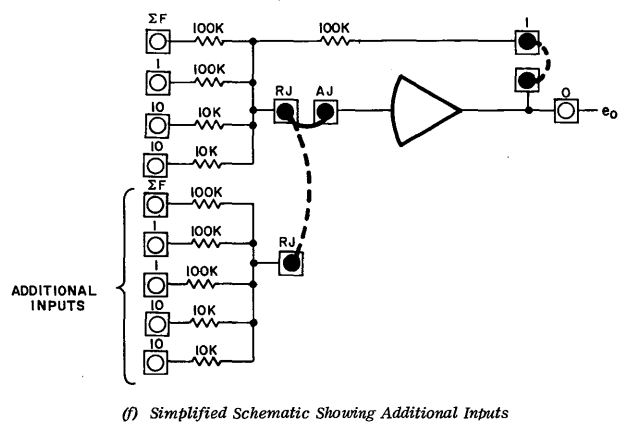 ΣF 100K 100K 1
1 100K
RJ AJ
10 10K O e₀
10 10K
ΣF 100K
1 100K RJ
1 100K
ADDITIONAL
INPUTS
10 10K
10 10K
(f) Simplified Schematic Showing Additional Inputs